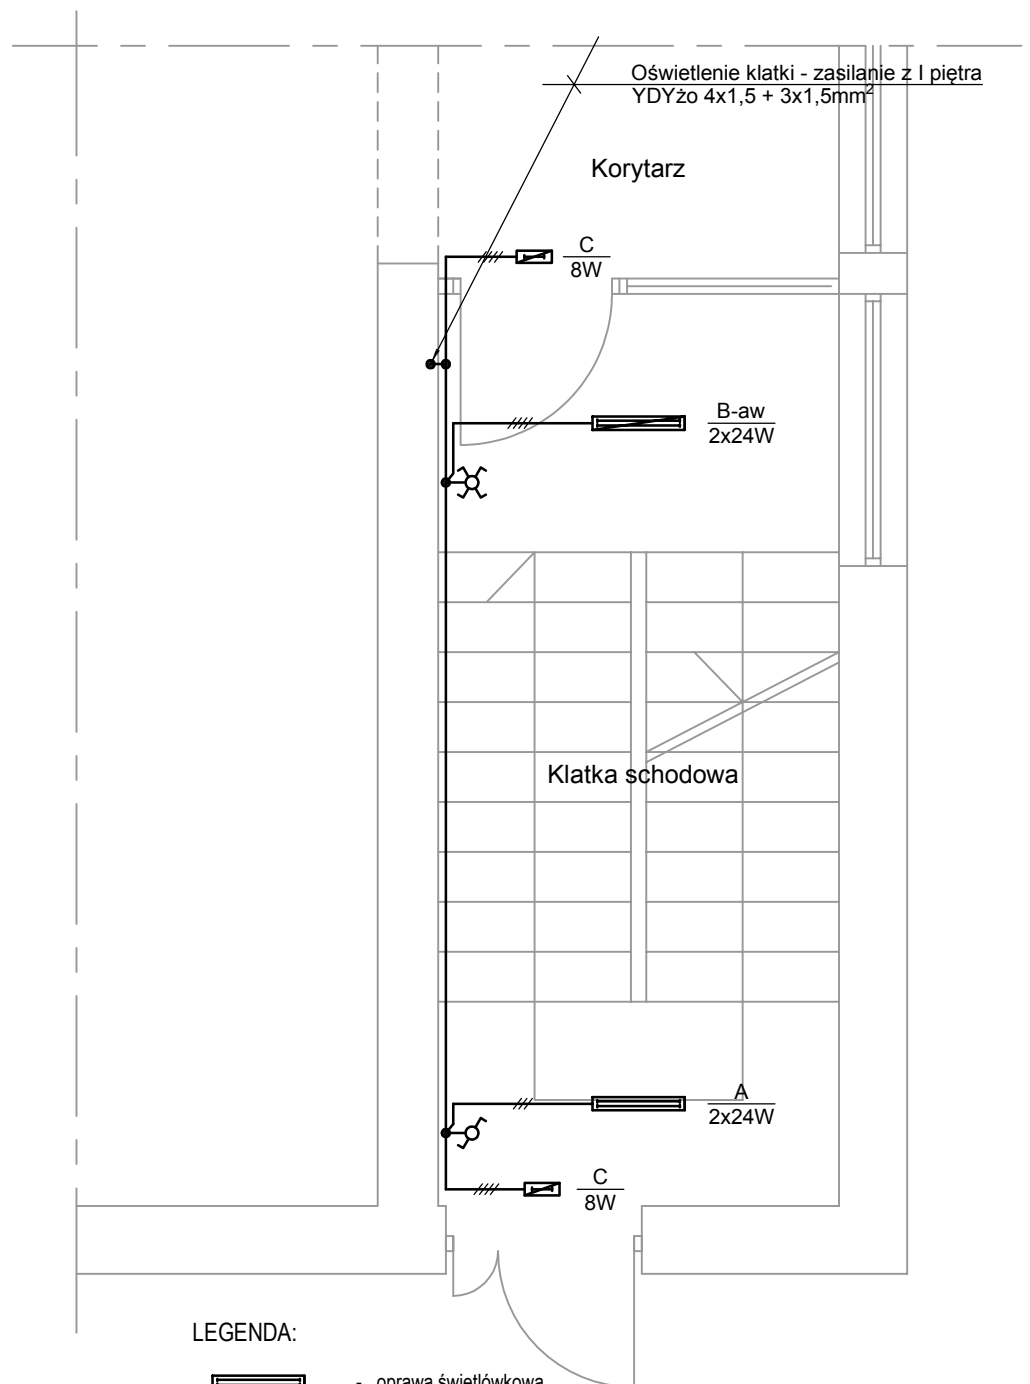 Oświetlenie klatki - zasilanie z I piętra
YDYżo 4x1,5 + 3x1,5mm²
Korytarz
C
8W
B-aw
2x24W
Klatka schodowa
A
2x24W
C
8W
LEGENDA:
- oprawa świetlówkowa